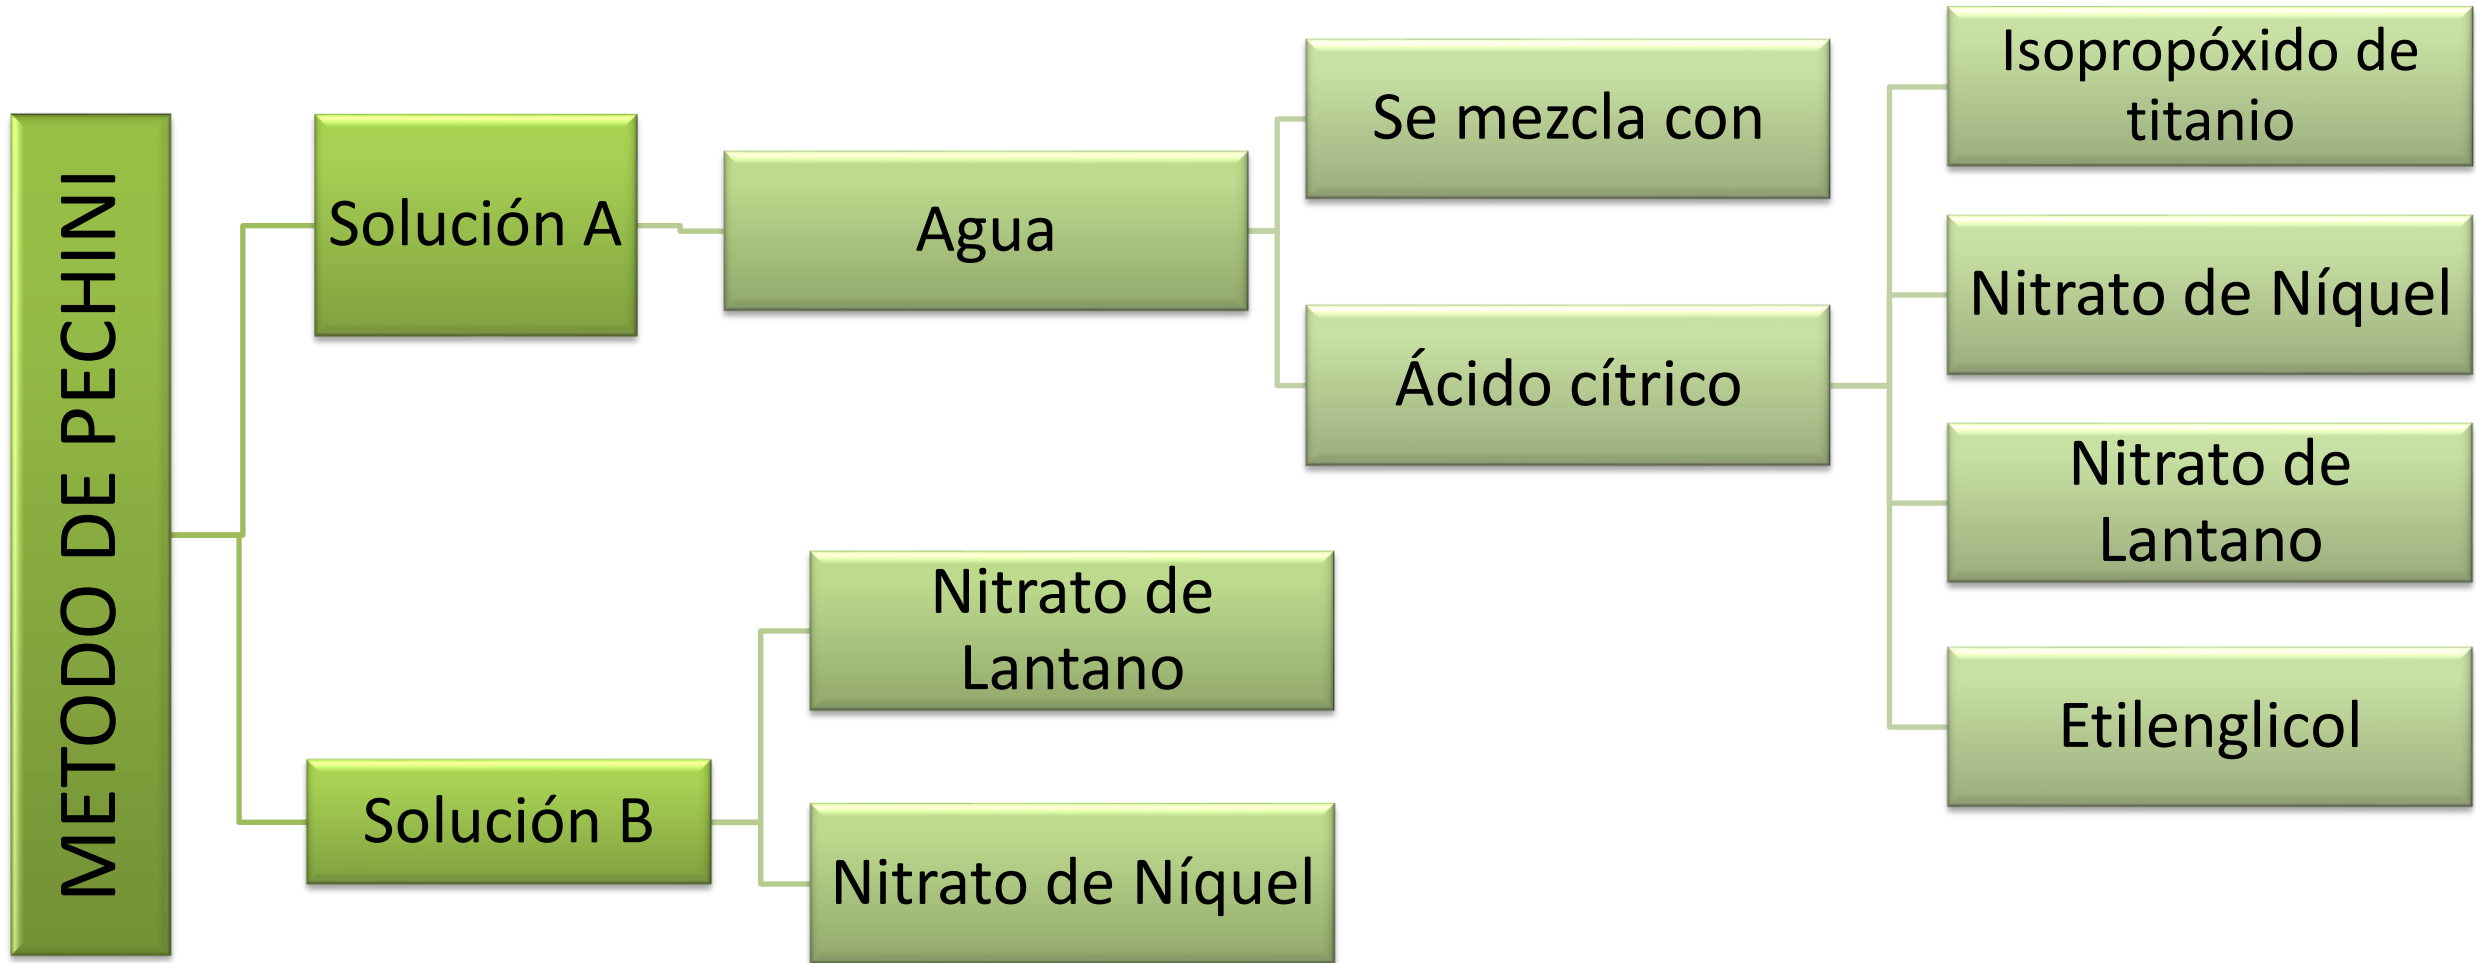 METODO DE PECHINI
Solución A
Agua
Se mezcla con
Ácido cítrico
Isopropóxido de
titanio
Nitrato de Níquel
Nitrato de
Lantano
Etilenglicol
Solución B
Nitrato de
Lantano
Nitrato de Níquel